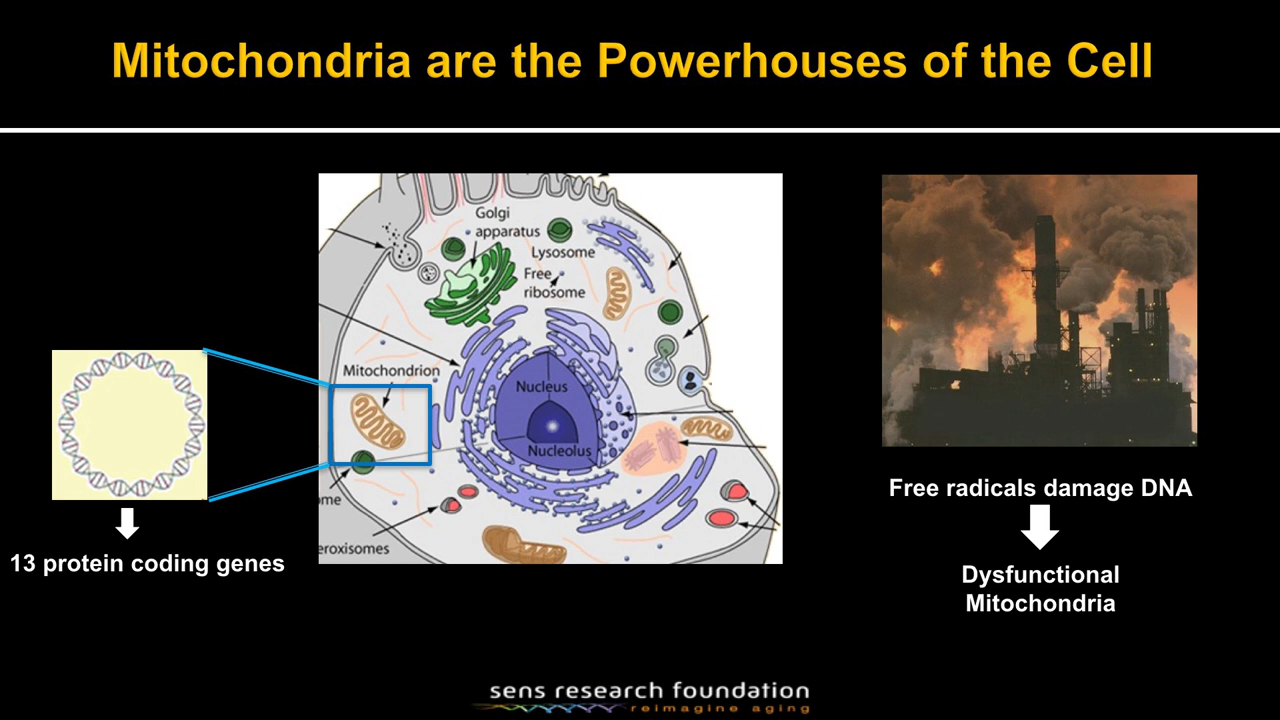 Mitochondria are the Powerhouses of the Cell
Golgi
apparatus
Lysosome
Free
ribosome
Mitochondrion
Nucleus
Nucleolus
ome
eroxisomes
13 protein coding genes
Free radicals damage DNA
Dysfunctional
Mitochondria
sens research foundation
reimagine aging